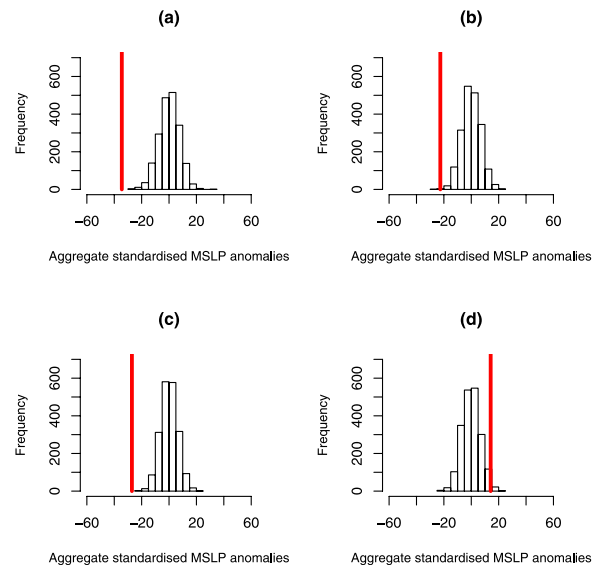 (a)
Frequency
0 200 400 600
−60 −20 20 60
Aggregate standardised MSLP anomalies
(b)
Frequency
0 200 400 600
−60 −20 20 60
Aggregate standardised MSLP anomalies
(c)
Frequency
0 200 400 600
−60 −20 20 60
Aggregate standardised MSLP anomalies
(d)
Frequency
0 200 400 600
−60 −20 20 60
Aggregate standardised MSLP anomalies